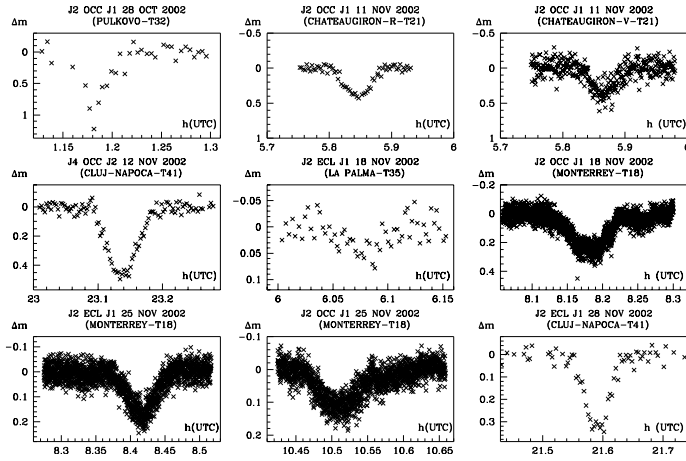 J2 OCC J1 28 OCT 2002
(PULKOVO-T32)
Δm
0
0.5
1
h(UTC)
1.15 1.2 1.25 1.3
J2 OCC J1 11 NOV 2002
(CHATEAUGIRON-R-T21)
Δm
-0.5
0
0.5
1
h(UTC)
5.7 5.8 5.9 6
J2 OCC J1 11 NOV 2002
(CHATEAUGIRON-V-T21)
Δm
-0.5
0
0.5
1
h(UTC)
5.7 5.8 5.9 6
J4 OCC J2 12 NOV 2002
(CLUJ-NAPOCA-T41)
Δm
0
0.2
0.4
h(UTC)
23 23.1 23.2
J2 ECL J1 18 NOV 2002
(LA PALMA-T35)
Δm
-0.05
0
0.05
0.1
h(UTC)
6 6.05 6.1 6.15
J2 OCC J1 18 NOV 2002
(MONTERREY-T18)
Δm
-0.2
0
0.2
0.4
h (UTC)
8.1 8.15 8.2 8.25 8.3
J2 ECL J1 25 NOV 2002
(MONTERREY-T18)
Δm
-0.1
0
0.1
0.2
h(UTC)
8.3 8.35 8.4 8.45 8.5
J2 OCC J1 25 NOV 2002
(MONTERREY-T18)
Δm
-0.1
0
0.1
0.2
h(UTC)
10.45 10.5 10.55 10.6 10.65
J2 ECL J1 28 NOV 2002
(CLUJ-NAPOCA-T41)
Δm
0
0.1
0.2
0.3
h (UTC)
21.5 21.6 21.7